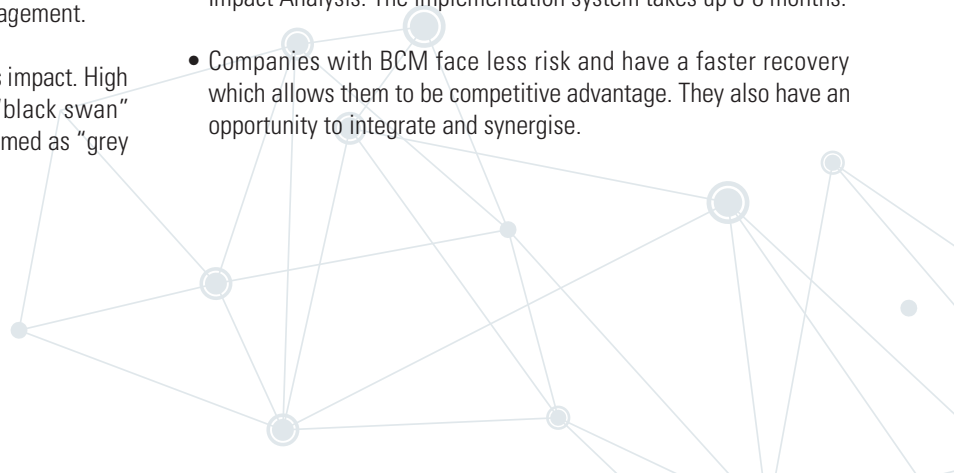 agement.
s impact. High
"black swan"
med as "grey
Impact Analysis. The implementation system takes up
months.
• Companies with BCM face less risk and have a faster recovery
which allows them to be competitive advantage. They also have an
opportunity to integrate and synergise.